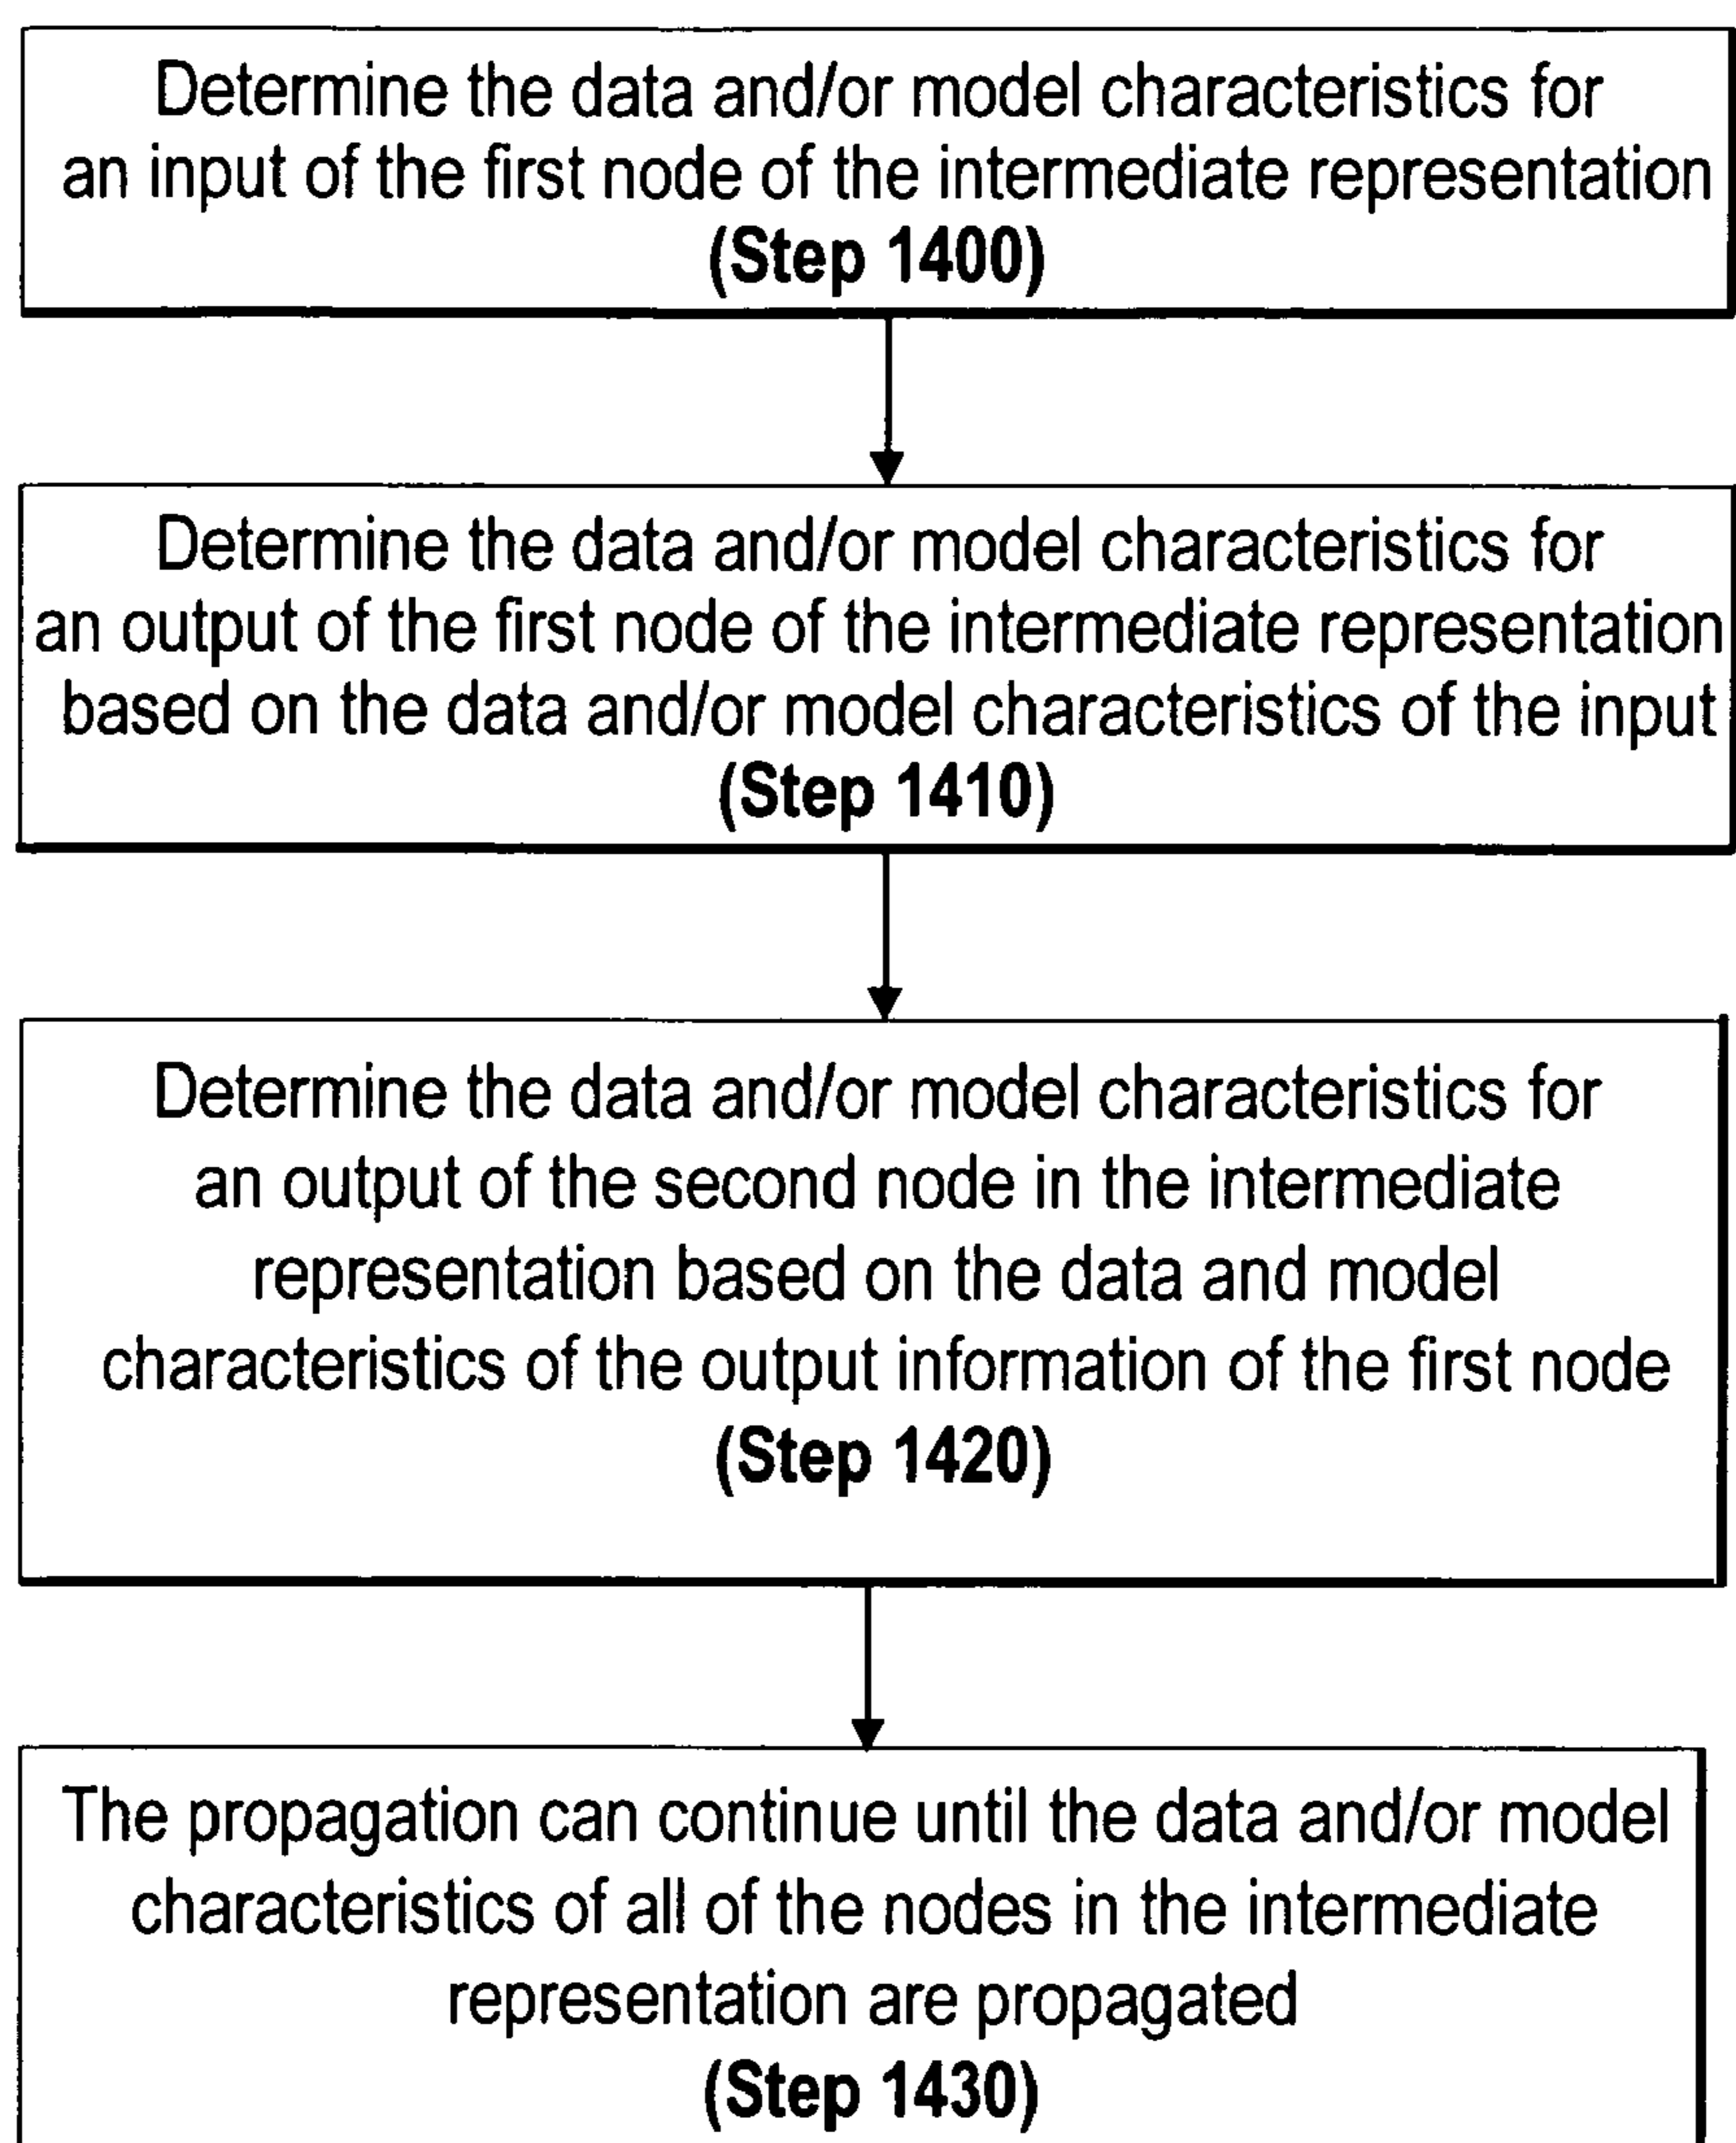 Determine the data and/or model characteristics for
an input of the first node of the intermediate representation
(Step 1400)
Determine the data and/or model characteristics for
an output of the first node of the intermediate representation
based on the data and/or model characteristics of the input
(Step 1410)
Determine the data and/or model characteristics for
an output of the second node in the intermediate
representation based on the data and model
characteristics of the output information of the first node
(Step 1420)
The propagation can continue until the data and/or model
characteristics of all of the nodes in the intermediate
representation are propagated
(Step 1430)